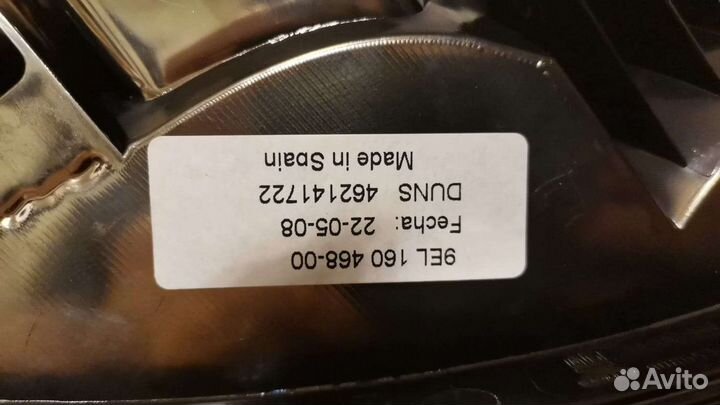 9EL 160 468-00
Fecha: 22-05-08
DUNS 462141722
Made in Spain
Avito